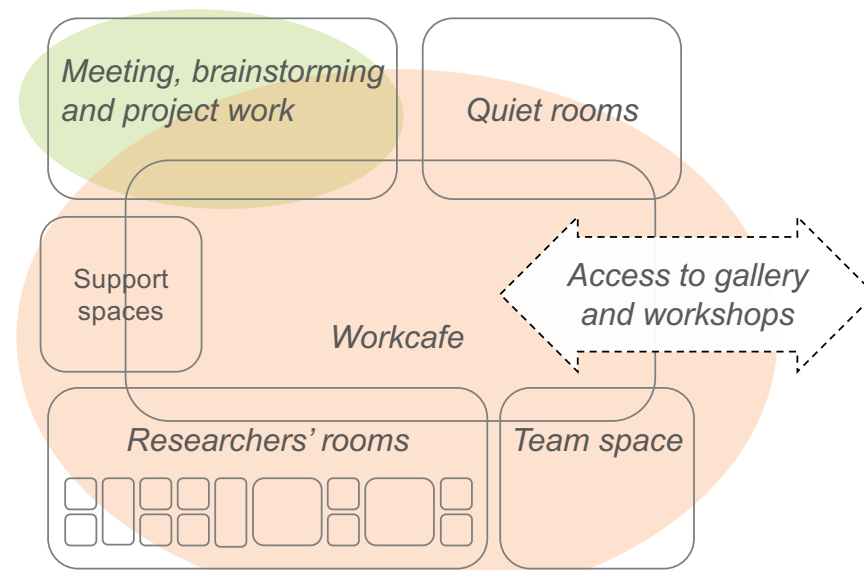 Meeting, brainstorming
and project work
Quiet rooms
Support
spaces
Access to gallery
and workshops
Workcafe
Researchers’ rooms
Team space